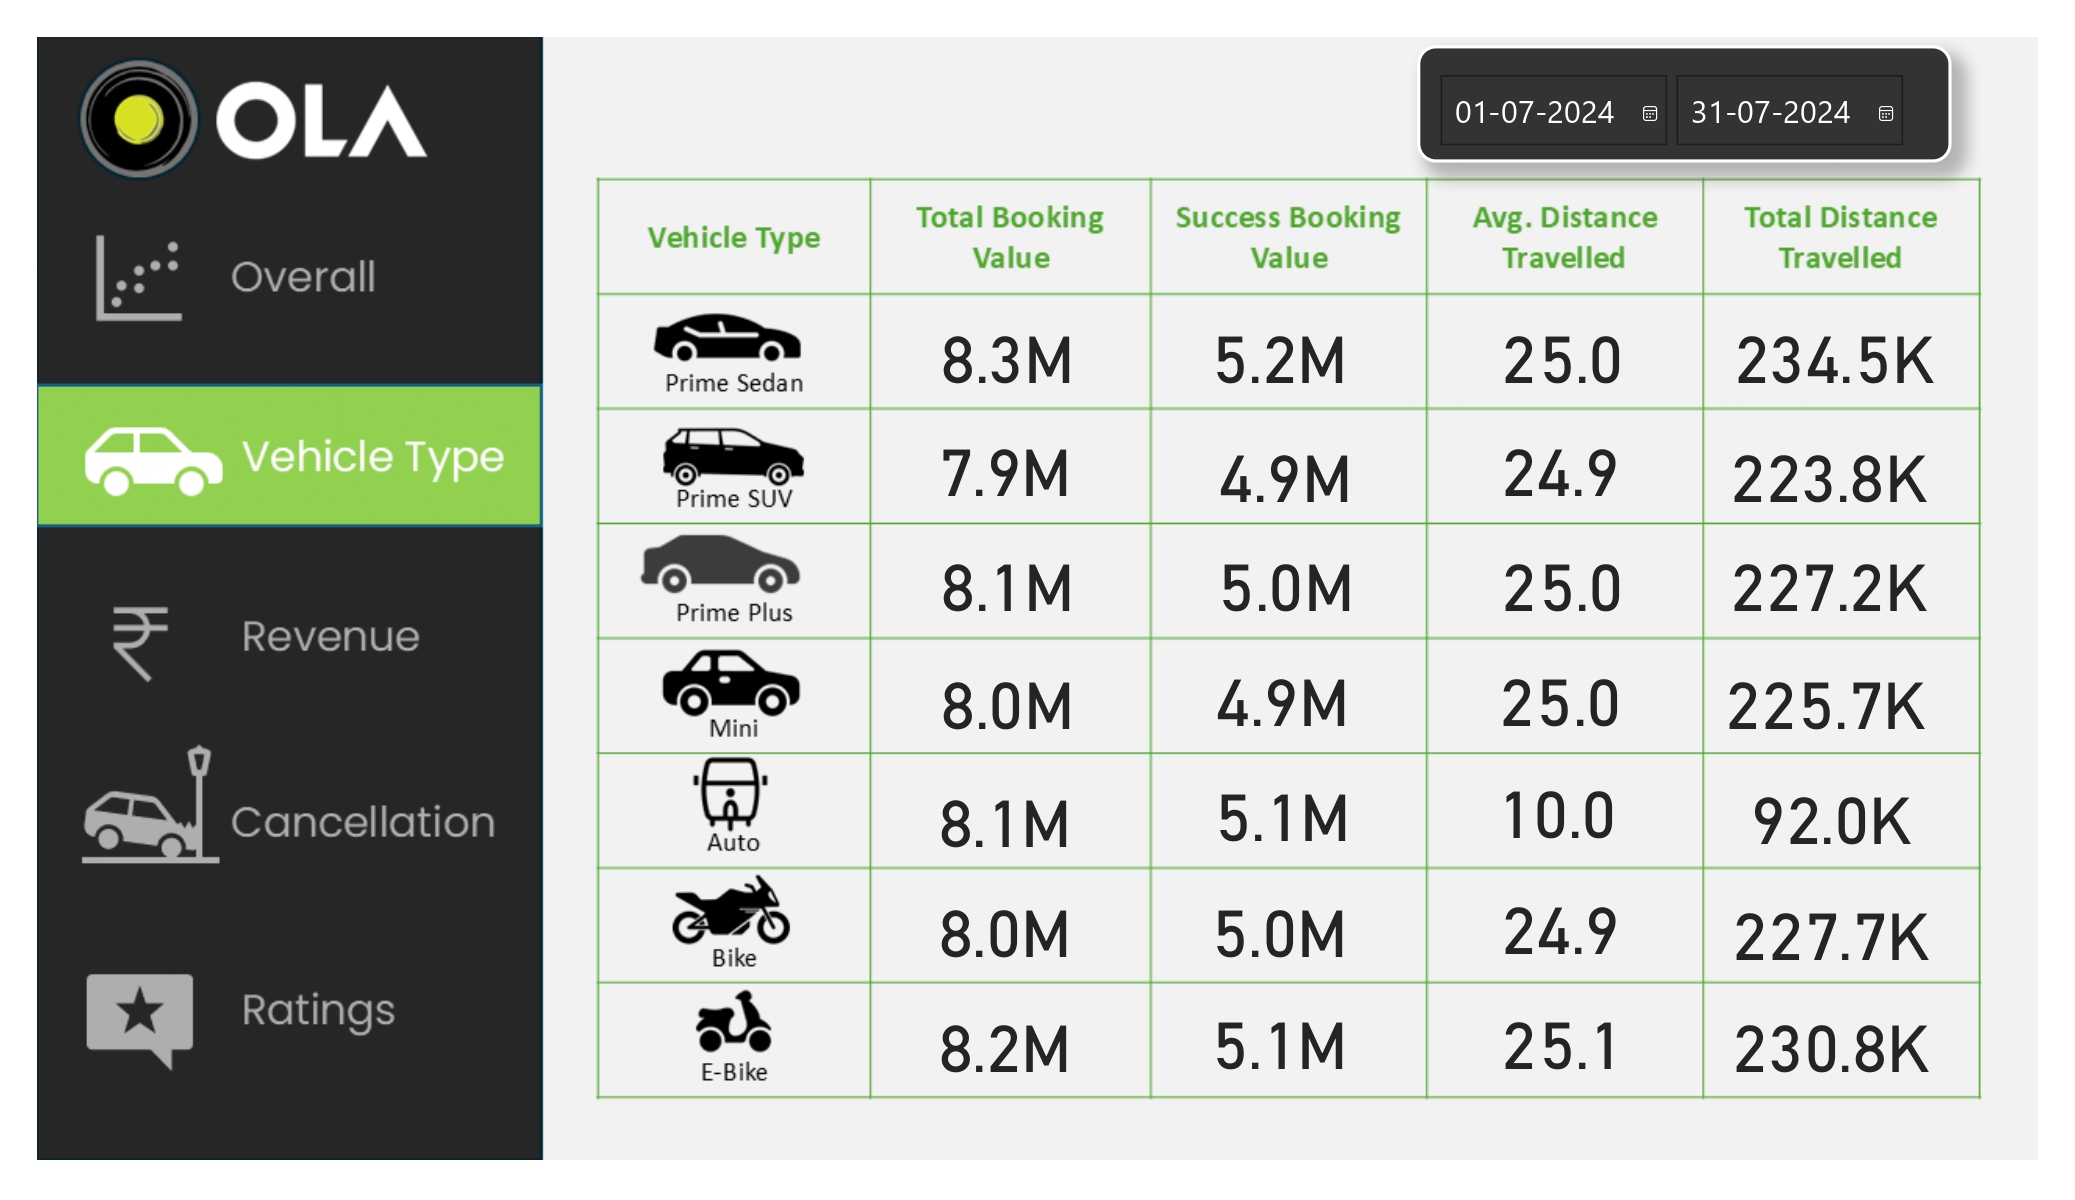 OLA
01-07-2024 31-07-2024
Overall
Vehicle Type
Revenue
Cancellation
Ratings
Vehicle Type
Total Booking
Value
Success Booking
Value
Avg. Distance
Travelled
Total Distance
Travelled
Prime Sedan 8.3M 5.2M 25.0 234.5K
Prime SUV 7.9M 4.9M 24.9 223.8K
Prime Plus 8.1M 5.0M 25.0 227.2K
Mini 8.0M 4.9M 25.0 225.7K
Auto 8.1M 5.1M 10.0 92.0K
Bike 8.0M 5.0M 24.9 227.7K
E-Bike 8.2M 5.1M 25.1 230.8K